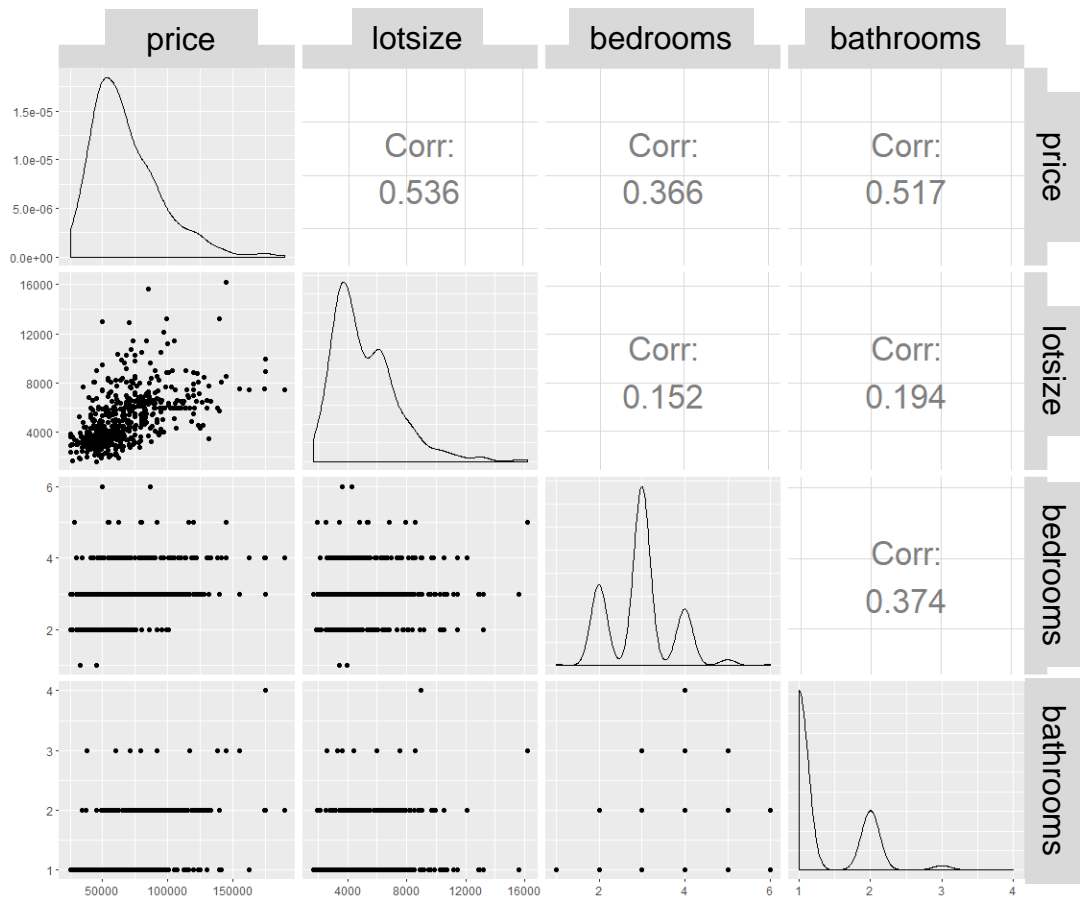 price lotsize bedrooms bathrooms
1.5e-05
1.0e-05
5.0e-06
0.0e+00
Corr:
0.536
Corr:
0.366
Corr:
0.517
price
16000
12000
8000
4000
Corr:
0.152
Corr:
0.194
lotsize
6
4
2
Corr:
0.374
bedrooms
4
3
2
1
bathrooms
50000 100000 150000
4000 8000 12000 16000
2 4 6
1 2 3 4